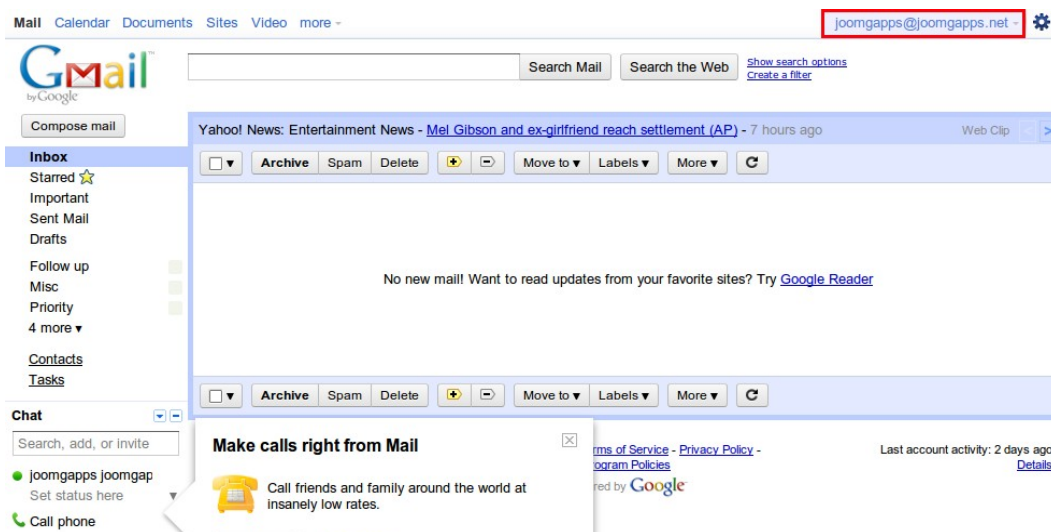 Mail Calendar Documents Sites Video more joomgapps@joomgapps.net
GMail
by Google
Search Mail Search the Web Show search options
Create a filter
Compose mail
Yahoo! News: Entertainment News - Mel Gibson and ex-girlfriend reach settlement (AP) - 7 hours ago Web Clip < >
Inbox
Archive Spam Delete Move to Labels More
Starred
Important
Sent Mail
Drafts
Follow up
Misc
Priority
4 more
No new mail! Want to read updates from your favorite sites? Try Google Reader
Contacts
Tasks
Archive Spam Delete Move to Labels More
Chat
Search, add, or invite
joomgapps joomgap
Set status here
Call phone
Make calls right from Mail
Call friends and family around the world at
insanely low rates.
of Service - Privacy Policy -
Policies
by Google
Last account activity: 2 days ago
Details